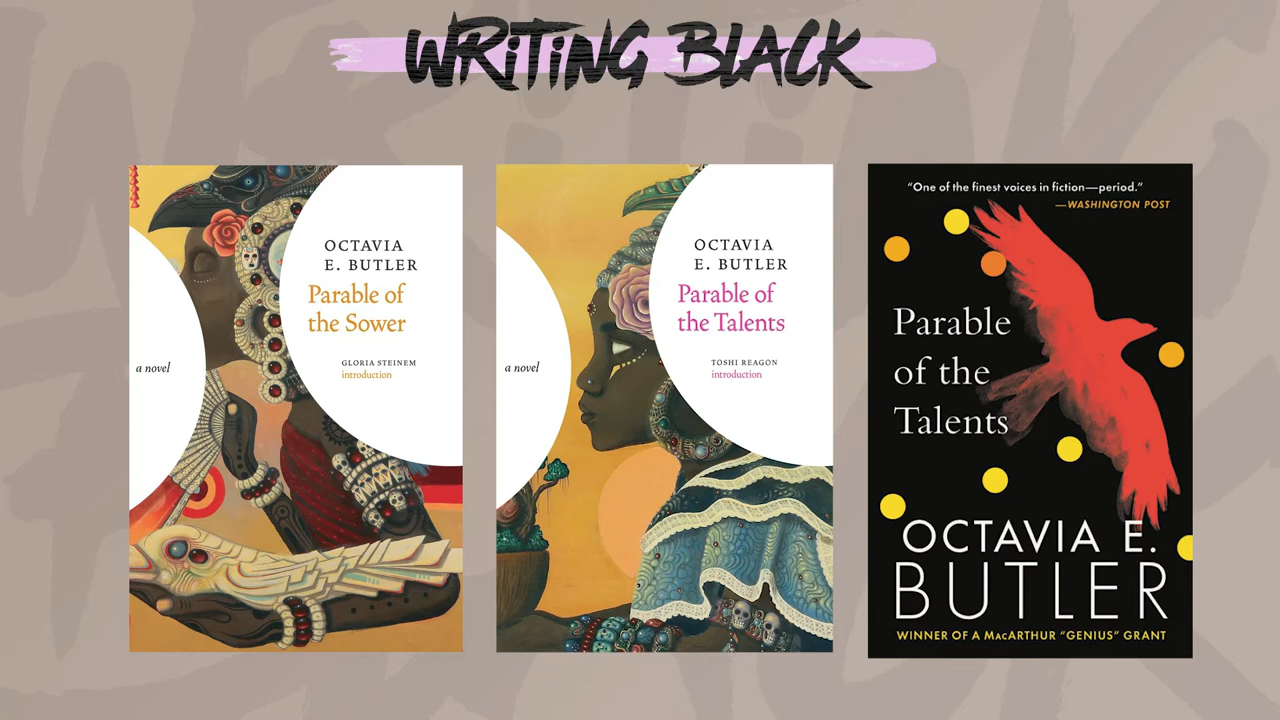 WRiTiNG BLACK
OCTAVIA
E. BUTLER
Parable of
the Sower
GLORIA STEINEM
introduction
a novel
OCTAVIA
E. BUTLER
Parable of
the Talents
TOSHI REAGON
introduction
a novel
"One of the finest voices in fiction—period."
—WASHINGTON POST
Parable
of the
Talents
OCTAVIA E.
BUTLER
WINNER OF A MacARTHUR "GENIUS" GRANT